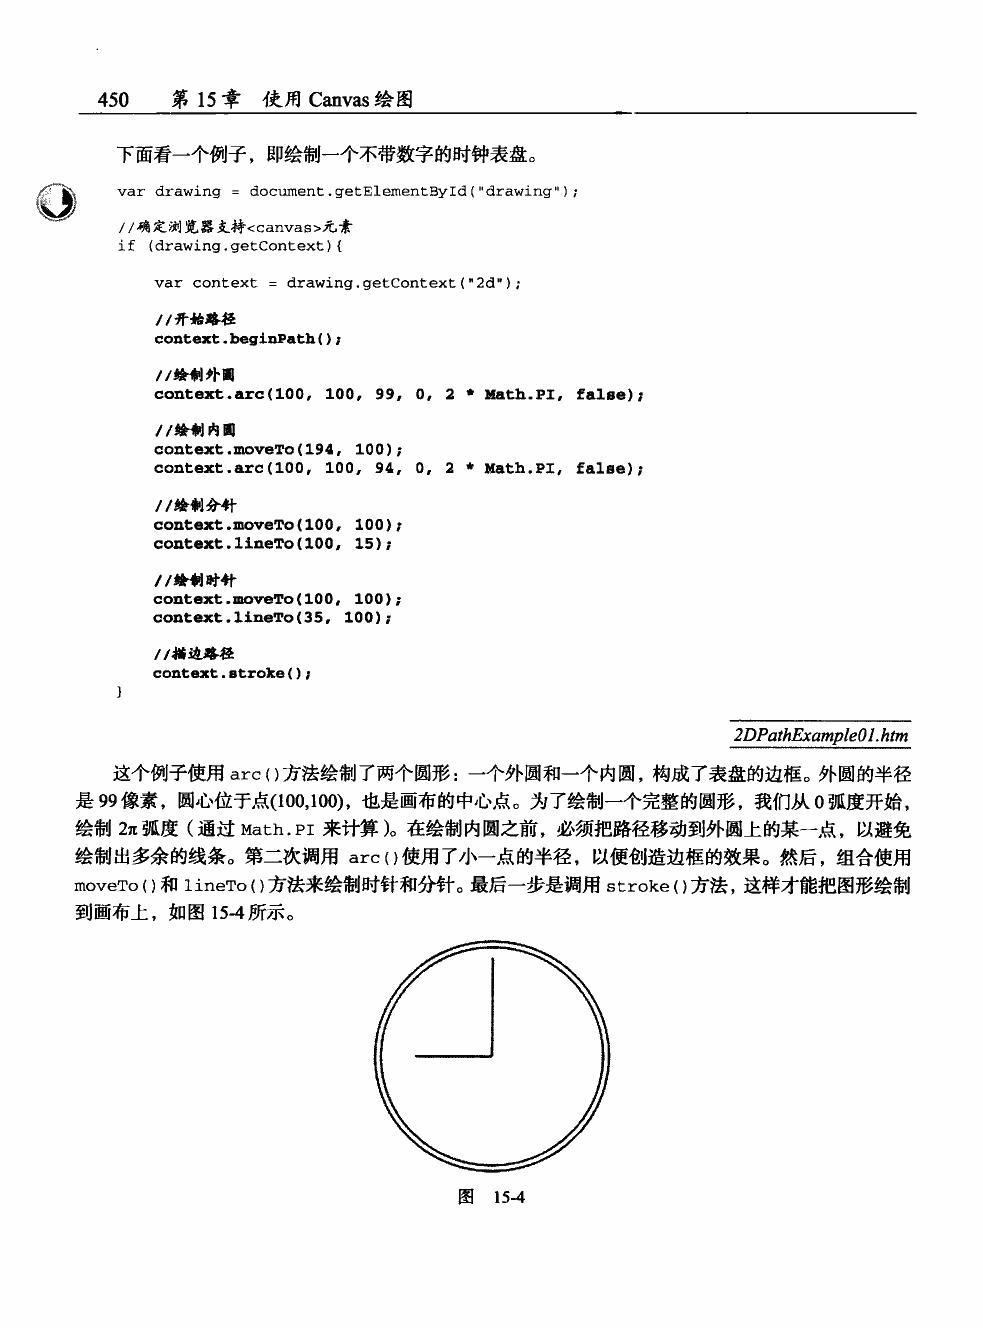 450 第 15 章 使用 Canvas 绘图
下面看一个例子，即绘制一个不带数字的时钟表盘。
var drawing = document.getElementById("drawing");
//确定浏览器支持<canvas>元素
if (drawing.getContext){
var context = drawing.getContext("2d");
//开始路径
context.beginPath();
//绘制外圆
context.arc(100, 100, 99, 0, 2 * Math.PI, false);
//绘制内圆
context.moveTo(194, 100);
context.arc(100, 100, 94, 0, 2 * Math.PI, false);
//绘制分针
context.moveTo(100, 100);
context.lineTo(100, 15);
//绘制时针
context.moveTo(100, 100);
context.lineTo(35, 100);
//描边路径
context.stroke();
}
2DPathExample01.htm
这个例子使用 arc()方法绘制了两个圆形：一个外圆和一个内圆，构成了表盘的边框。外圆的半径
是 99 像素，圆心位于点(100,100)，也是画布的中心点。为了绘制一个完整的圆形，我们从 0 弧度开始，
绘制 2π 弧度（通过 Math.PI 来计算）。在绘制内圆之前，必须把路径移动到外圆上的某一点，以避免
绘制出多余的线条。第二次调用 arc()使用了小一点的半径，以便创造边框的效果。然后，组合使用
moveTo()和 lineTo()方法来绘制时针和分针。最后一步是调用 stroke()方法，这样才能把图形绘制
到画布上，如图 15-4 所示。
图 15-4